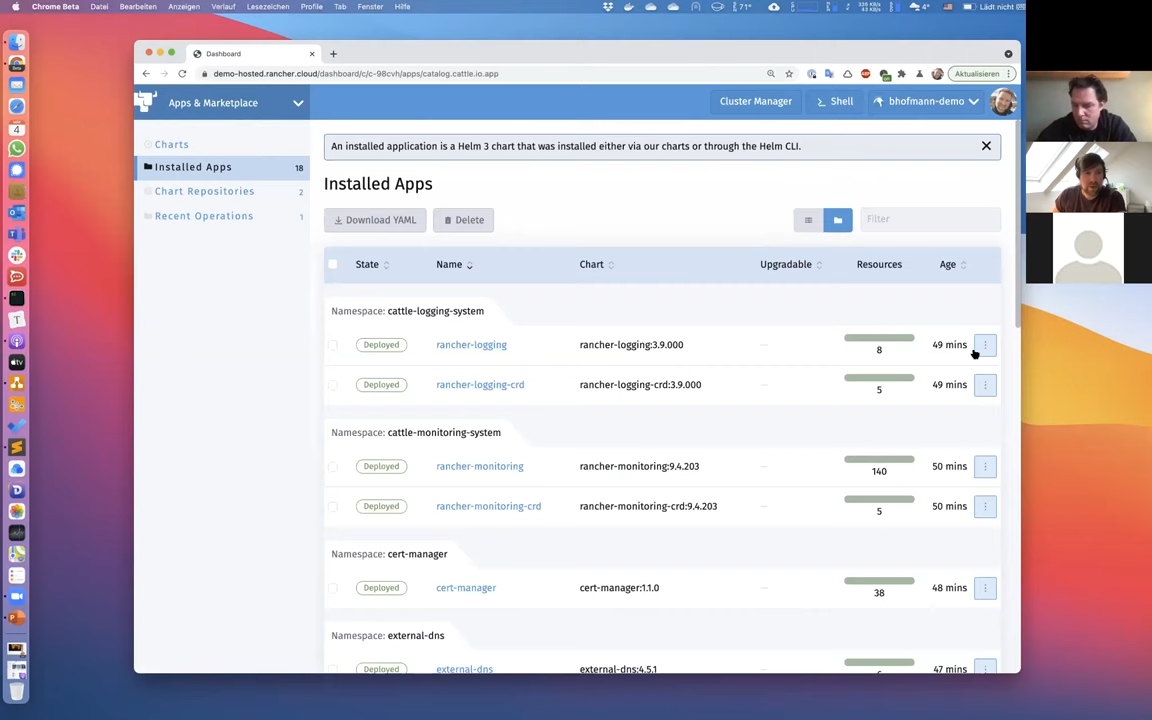 Chrome Beta Datei Bearbeiten Anzeigen Verlauf Lesezeichen Profile Tab Fenster Hilfe 71° 4° Lädt nicht
Dashboard
demo-hosted.rancher.cloud/dashboard/c/c-98cvh/apps/catalog.cattle.io.app Aktualisieren
Apps & Marketplace Cluster Manager Shell bhofmann-demo
Charts
Installed Apps 18
Chart Repositories 2
Recent Operations 1
An installed application is a Helm 3 chart that was installed either via our charts or through the Helm CLI.
Installed Apps
Download YAML Delete Filter
State Name Chart Upgradable Resources Age
Namespace: cattle-logging-system
Deployed rancher-logging rancher-logging:3.9.000 — 8 49 mins
Deployed rancher-logging-crd rancher-logging-crd:3.9.000 — 5 49 mins
Namespace: cattle-monitoring-system
Deployed rancher-monitoring rancher-monitoring:9.4.203 — 140 50 mins
Deployed rancher-monitoring-crd rancher-monitoring-crd:9.4.203 — 5 50 mins
Namespace: cert-manager
Deployed cert-manager cert-manager:1.1.0 — 38 48 mins
Namespace: external-dns
Deployed external-dns external-dns:4.5.1 — 47 mins